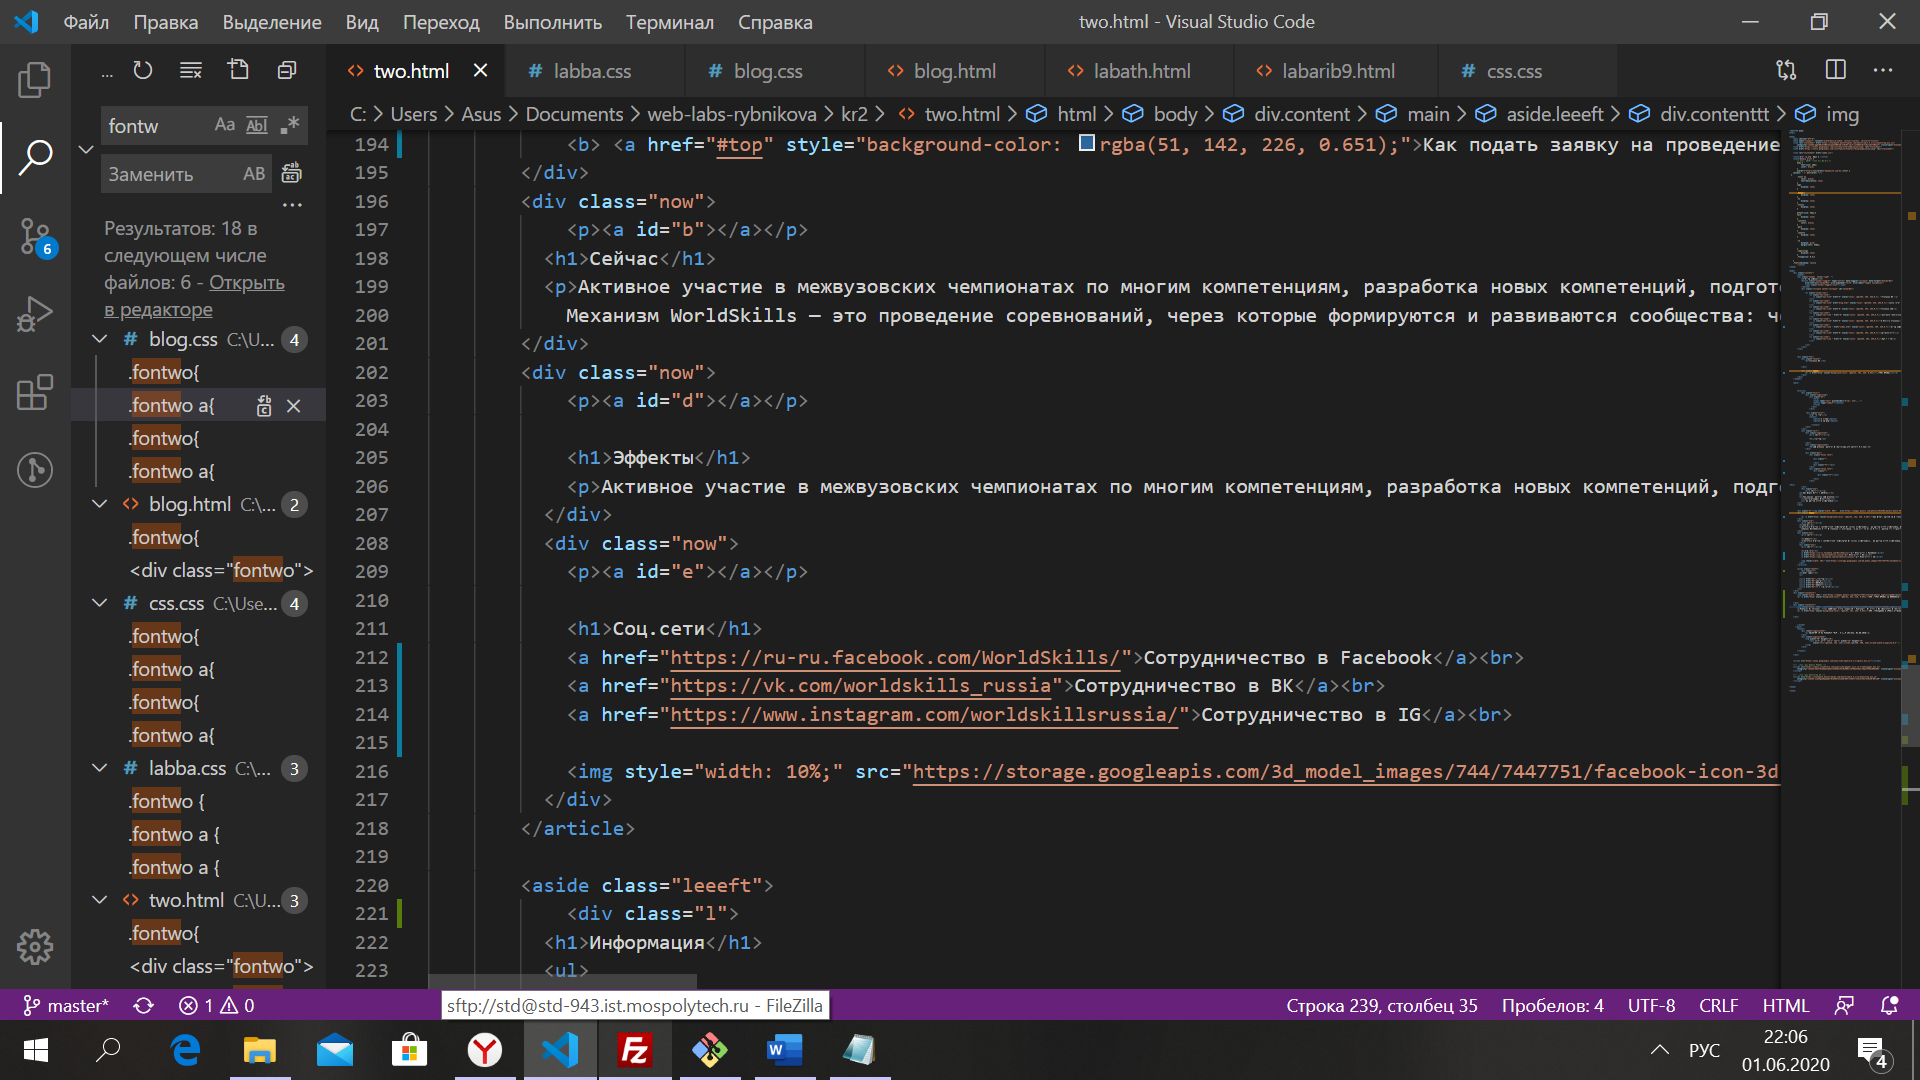 Файл Правка Выделение Вид Переход Выполнить Терминал Справка two.html - Visual Studio Code
two.html labba.css blog.css blog.html labath.html labarib9.html css.css
C: > Users > Asus > Documents > web-labs-rybnikova > kr2 > two.html > html > body > div.content > main > aside.leeeft > div.contenttt > img
fontw Aa Abl .*
Заменить AB
Результатов: 18 в
следующем числе
файлов: 6 - Открыть
в редакторе
blog.css C:\U... 4
.fontwo{
.fontwo a{
.fontwo{
.fontwo a{
blog.html C:\... 2
.fontwo{
<div class="fontwo">
css.css C:\Use... 4
.fontwo{
.fontwo a{
.fontwo{
.fontwo a{
labba.css C:\... 3
.fontwo {
.fontwo a {
.fontwo a {
two.html C:\U... 3
.fontwo{
<div class="fontwo">
6
194 <b> <a href="#top" style="background-color: rgba(51, 142, 226, 0.651);">Как подать заявку на проведение
195 </div>
196 <div class="now">
197 <p><a id="b"></a></p>
198 <h1>Сейчас</h1>
199 <p>Активное участие в межвузовских чемпионатах по многим компетенциям, разработка новых компетенций, подгот
200 Механизм WorldSkills – это проведение соревнований, через которые формируются и развиваются сообщества:
201 </div>
202 <div class="now">
203 <p><a id="d"></a></p>
204
205 <h1>Эффекты</h1>
206 <p>Активное участие в межвузовских чемпионатах по многим компетенциям, разработка новых компетенций, подг
207 </div>
208 <div class="now">
209 <p><a id="e"></a></p>
210
211 <h1>Соц.сети</h1>
212 <a href="https://ru-ru.facebook.com/WorldSkills/">Сотрудничество в Facebook</a><br>
213 <a href="https://vk.com/worldskills_russia">Сотрудничество в ВК</a><br>
214 <a href="https://www.instagram.com/worldskillsrussia/">Сотрудничество в IG</a><br>
215
216 <img style="width: 10%;" src="https://storage.googleapis.com/3d_model_images/744/7447751/facebook-icon-3d
217 </div>
218 </article>
219
220 <aside class="leeeft">
221 <div class="l">
222 <h1>Информация</h1>
223 <ul>
master* 1 0 sftp://std@std-943.ist.mospolytech.ru - FileZilla Строка 239, столбец 35 Пробелов: 4 UTF-8 CRLF HTML
РУС 22:06
01.06.2020 4